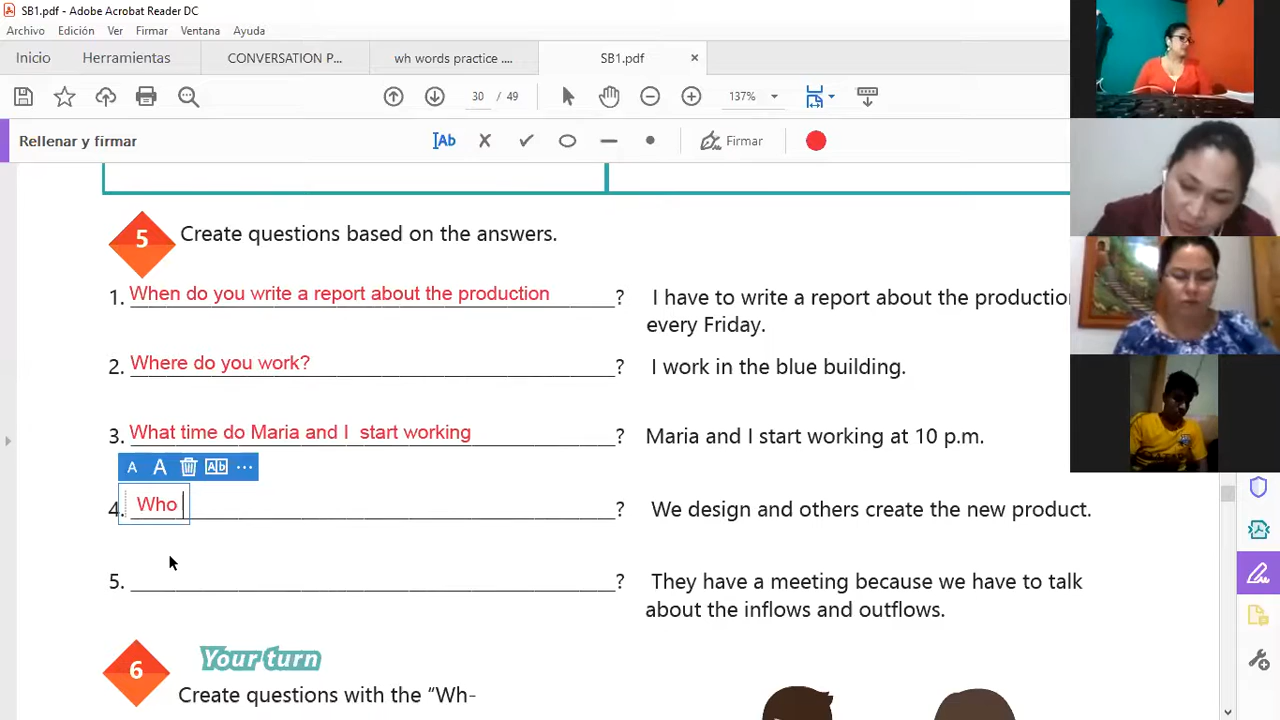 SB1.pdf - Adobe Acrobat Reader DC
Archivo Edición Ver Firmar Ventana Ayuda
Inicio Herramientas CONVERSATION P... wh words practice .... SB1.pdf ×
30 / 49 137%
Rellenar y firmar Ab Firmar
5 Create questions based on the answers.
1. When do you write a report about the production ? I have to write a report about the production
every Friday.
2. Where do you work? ? I work in the blue building.
3. What time do Maria and I start working ? Maria and I start working at 10 p.m.
A A Ab ...
4. Who ? We design and others create the new product.
5. ? They have a meeting because we have to talk
about the inflows and outflows.
6 Your turn
Create questions with the “Wh-